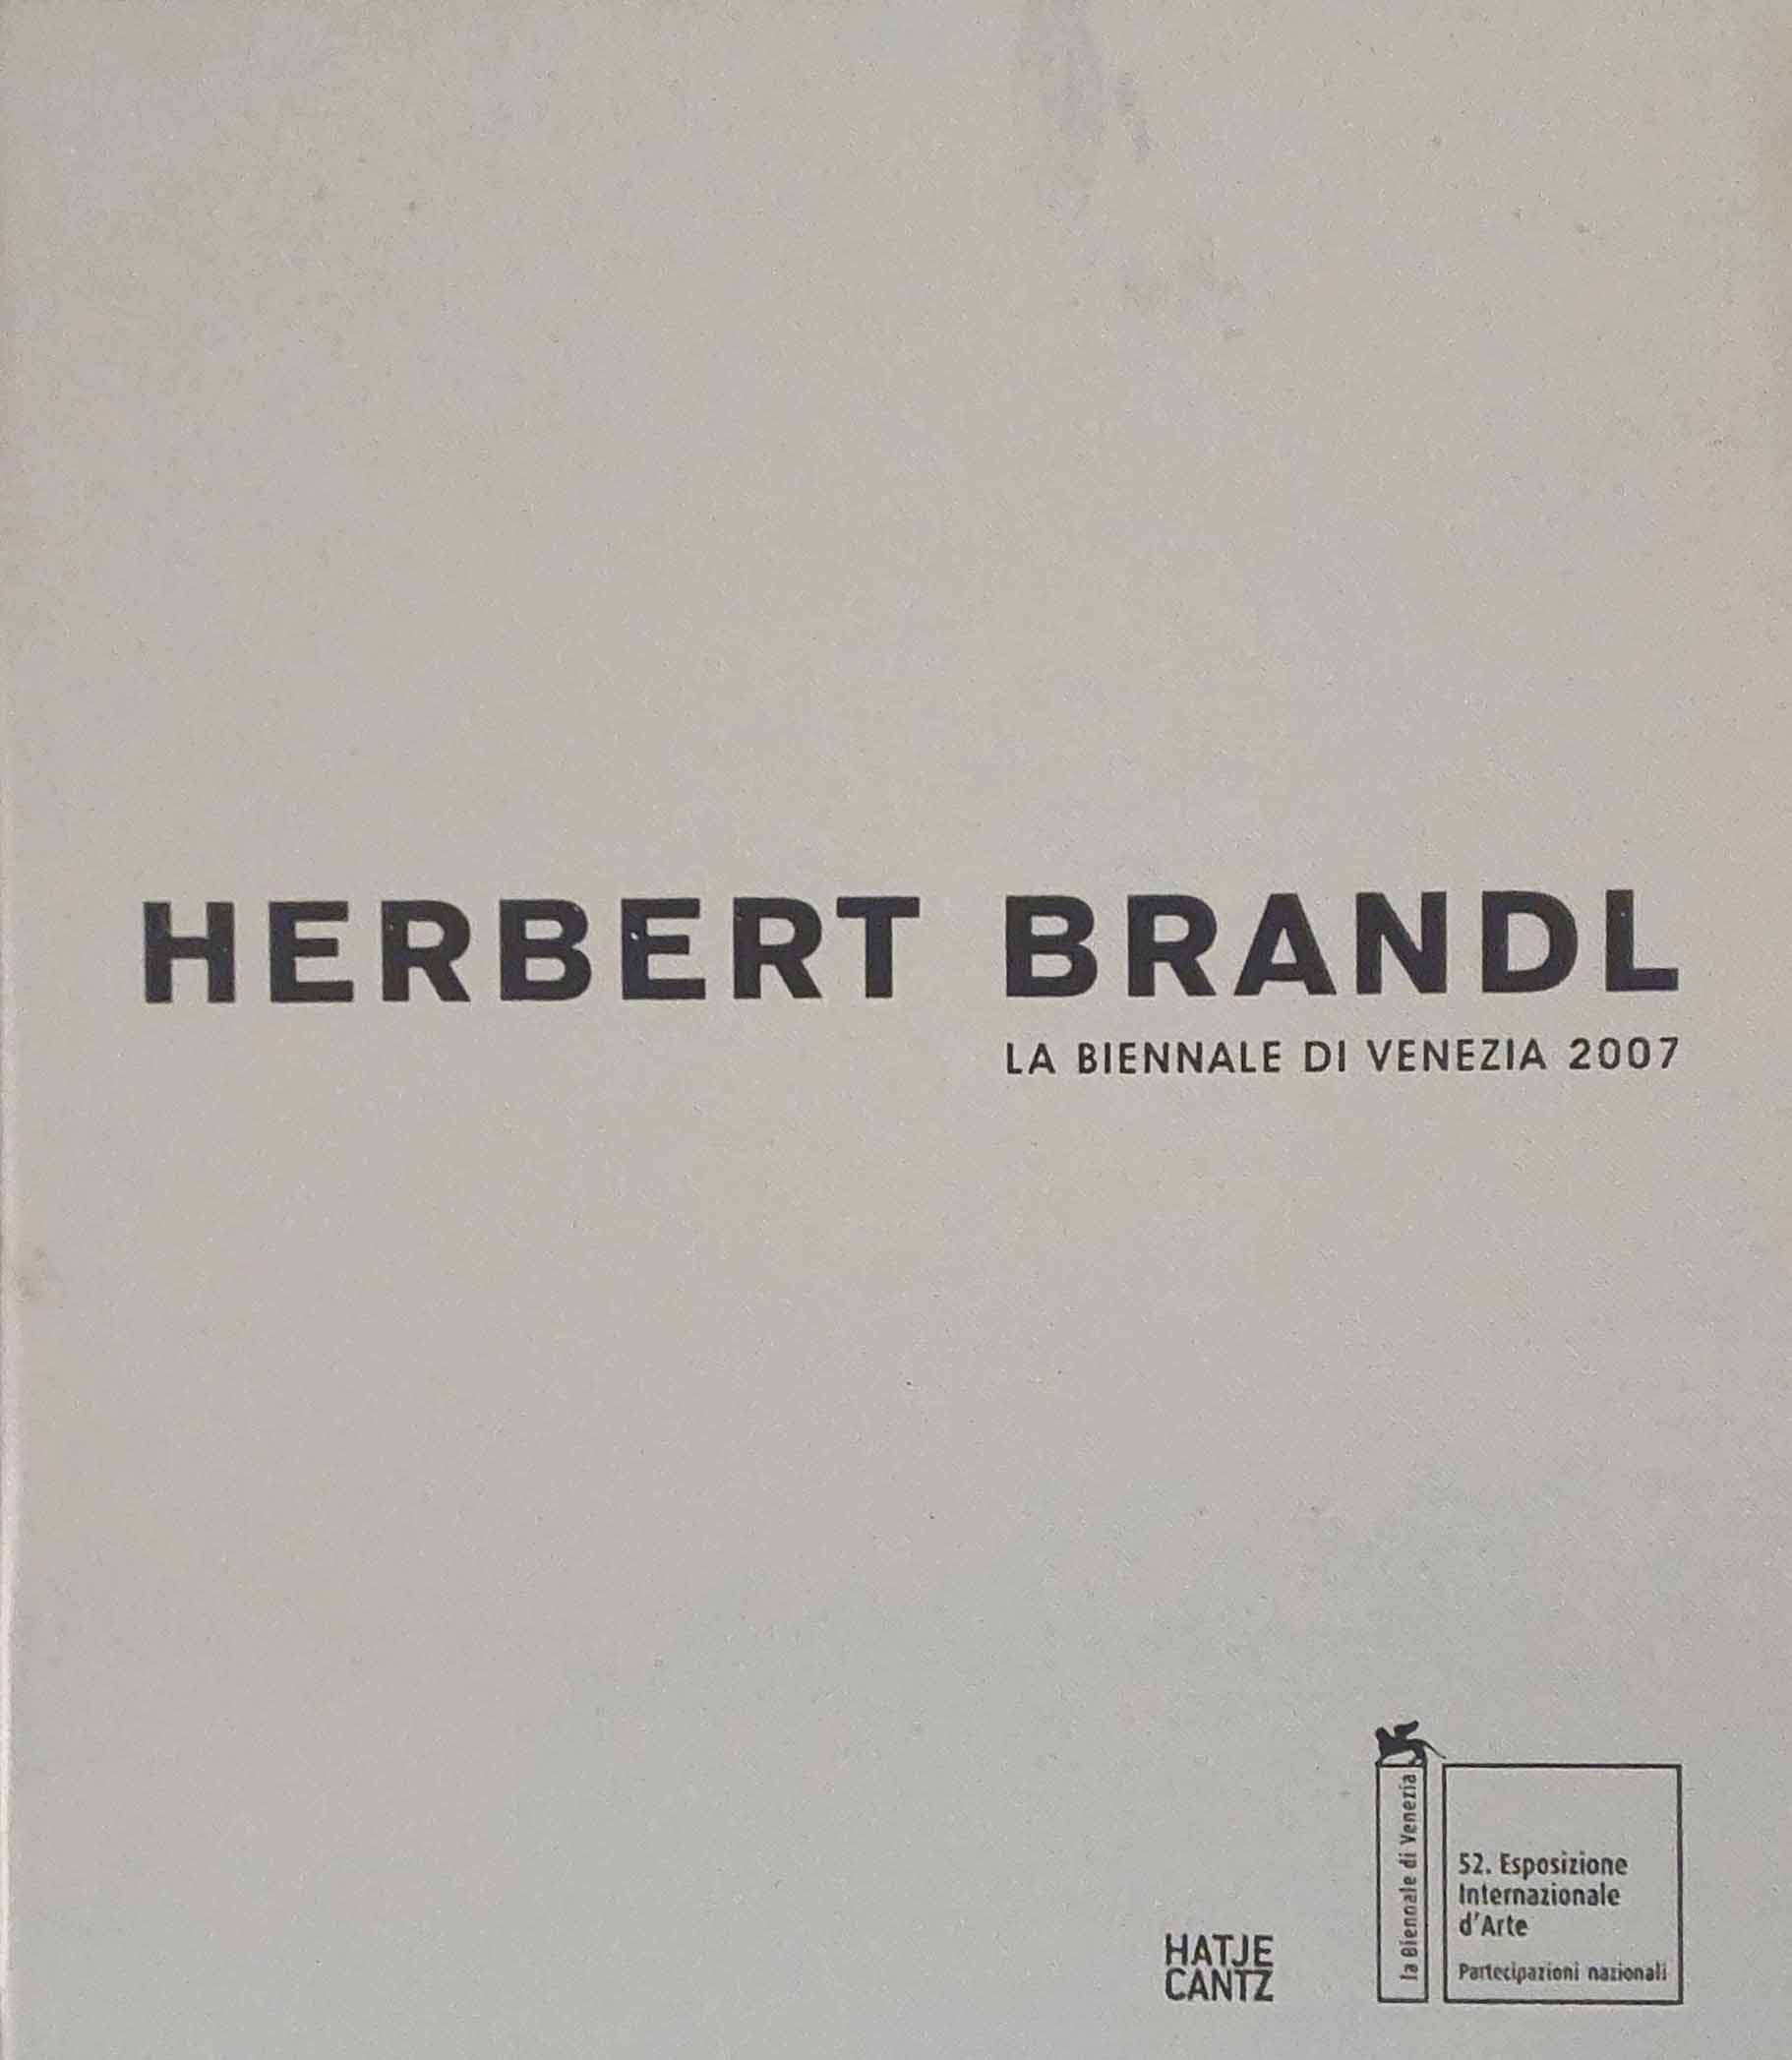 HERBERT BRANDL
LA BIENNALE DI VENEZIA 2007
HATJE
CANTZ
la Biennale di Venezia
52. Esposizione
Internazionale
d'Arte
Partecipazioni nazionali